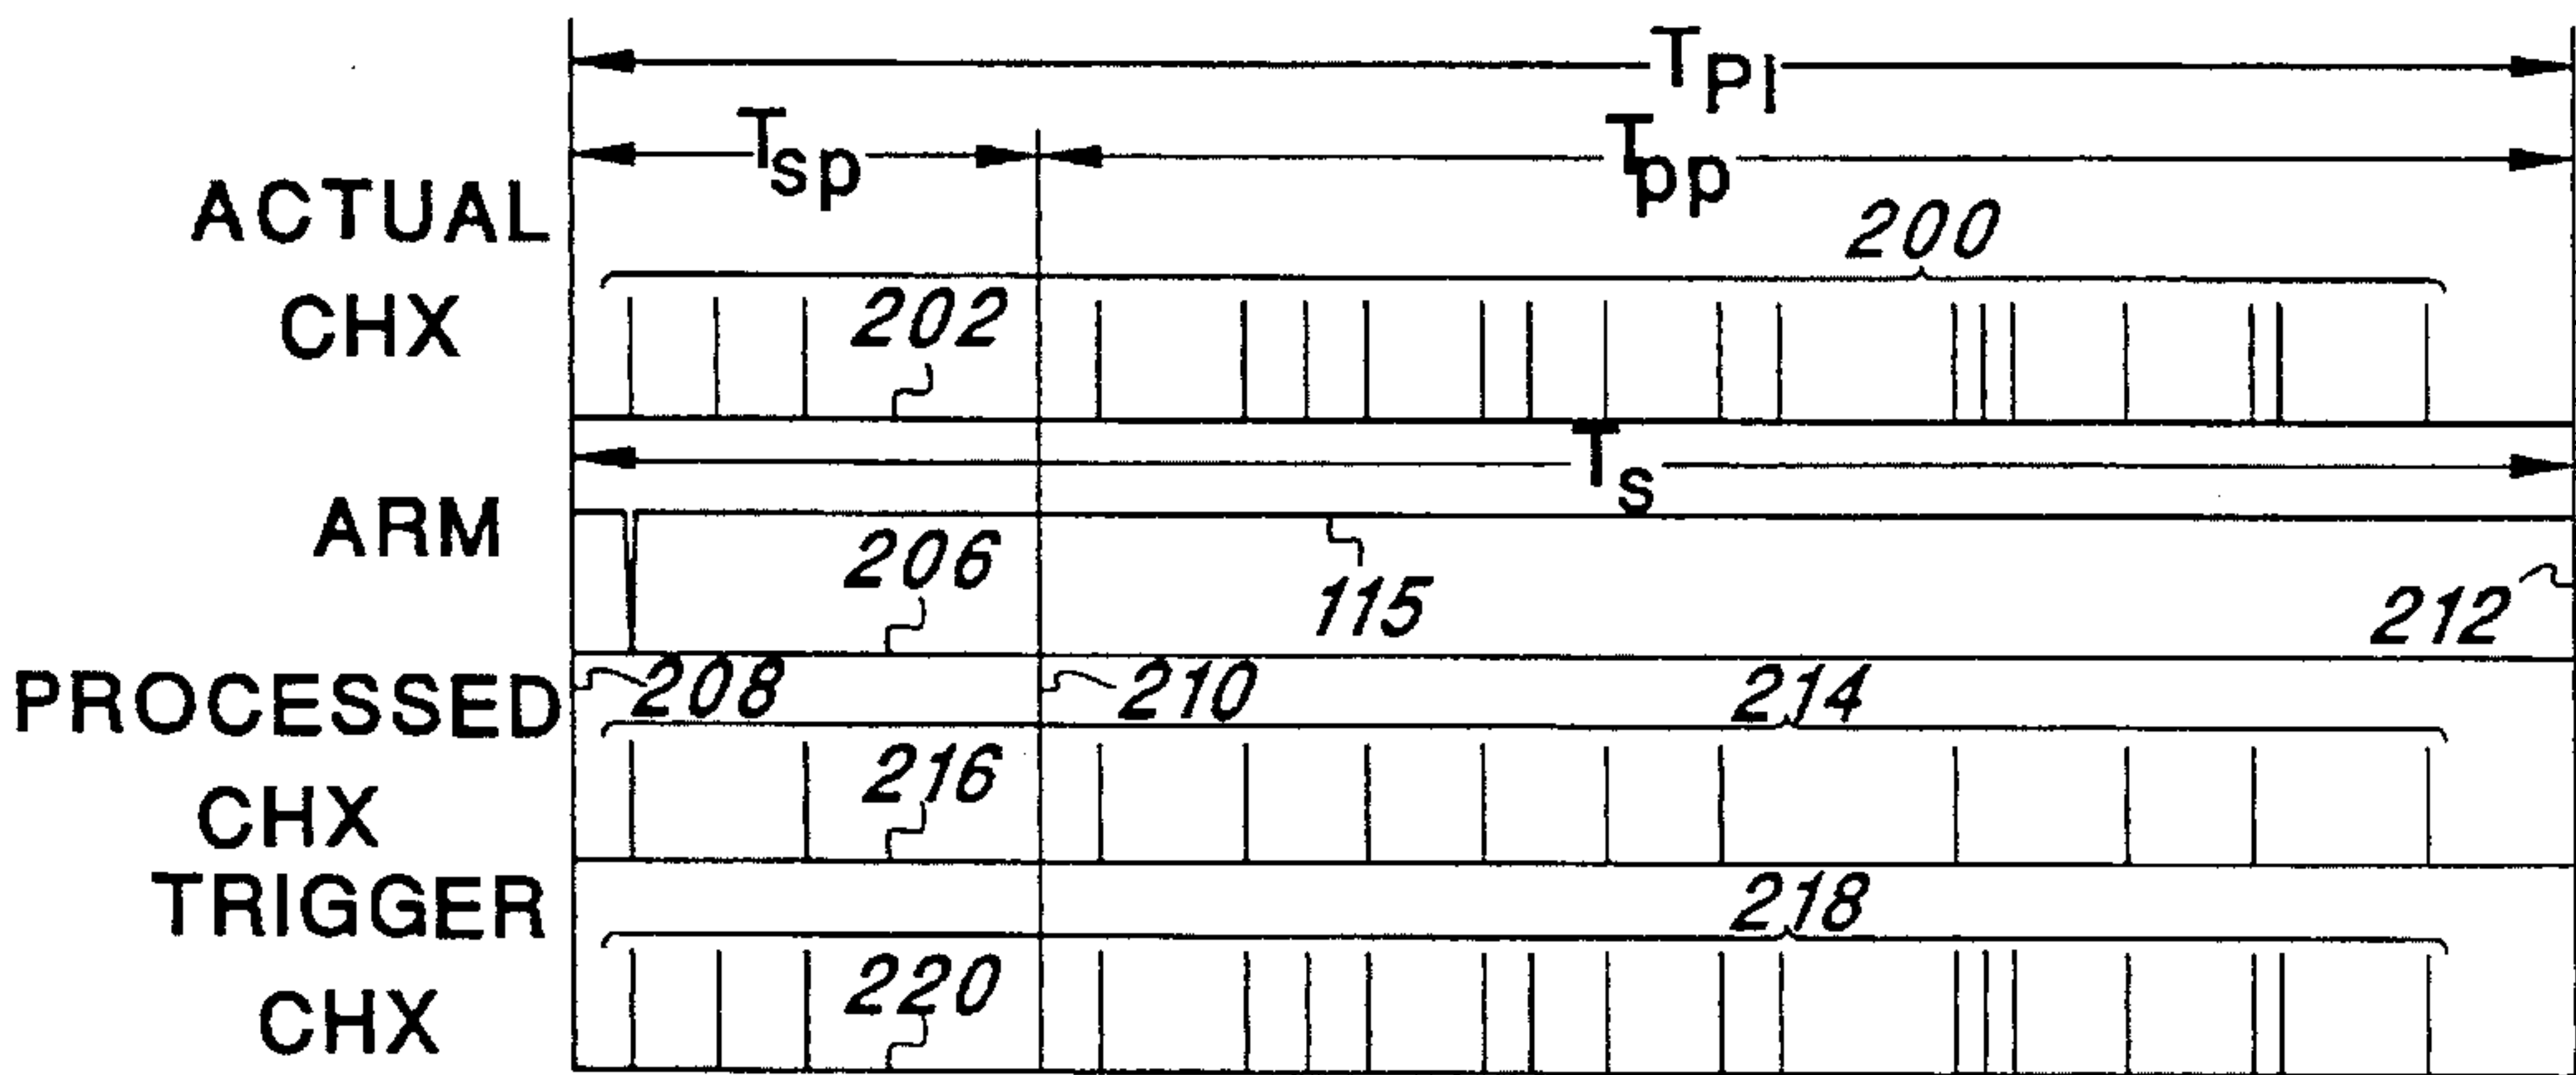 TPI
Tsp
Tpp
ACTUAL
CHX
200
202
Ts
ARM
206
115
212
PROCESSED
CHX
208
210
214
216
TRIGGER
CHX
218
220